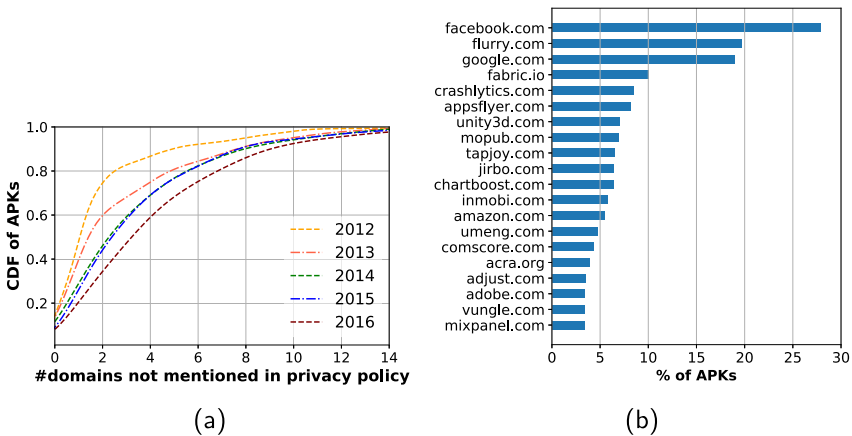 CDF of APKs
1.0
0.8
0.6
0.4
0.2
0 2 4 6 8 10 12 14
#domains not mentioned in privacy policy
2012
2013
2014
2015
2016
(a)
facebook.com
flurry.com
google.com
fabric.io
crashlytics.com
appsflyer.com
unity3d.com
mopub.com
tapjoy.com
jirbo.com
chartboost.com
inmobi.com
amazon.com
umeng.com
comscore.com
acra.org
adjust.com
adobe.com
vungle.com
mixpanel.com
0 5 10 15 20 25 30
% of APKs
(b)